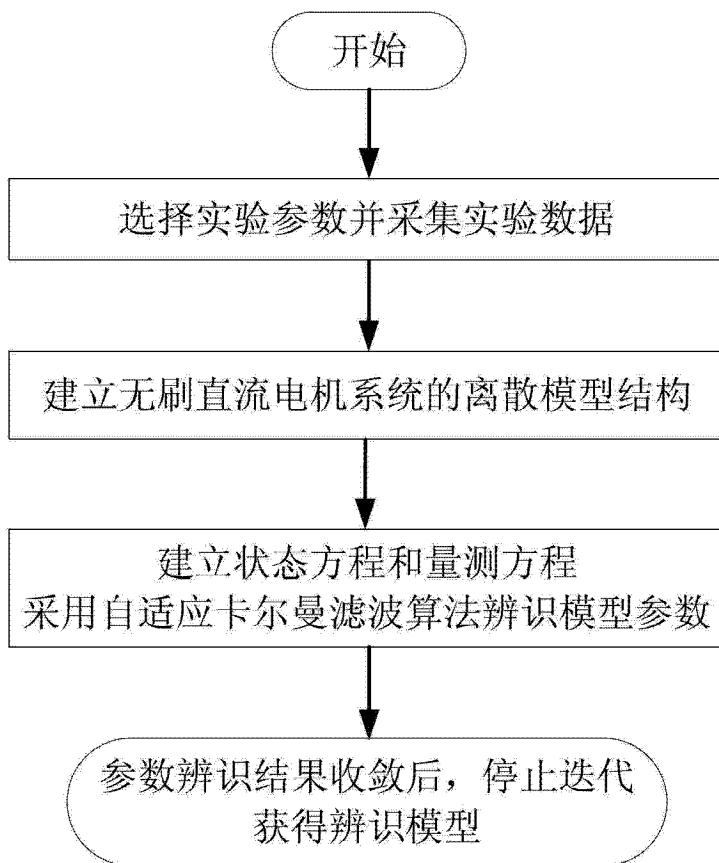 开始
选择实验参数并采集实验数据
建立无刷直流电机系统的离散模型结构
建立状态方程和量测方程
采用自适应卡尔曼滤波算法辨识模型参数
参数辨识结果收敛后，停止迭代
获得辨识模型